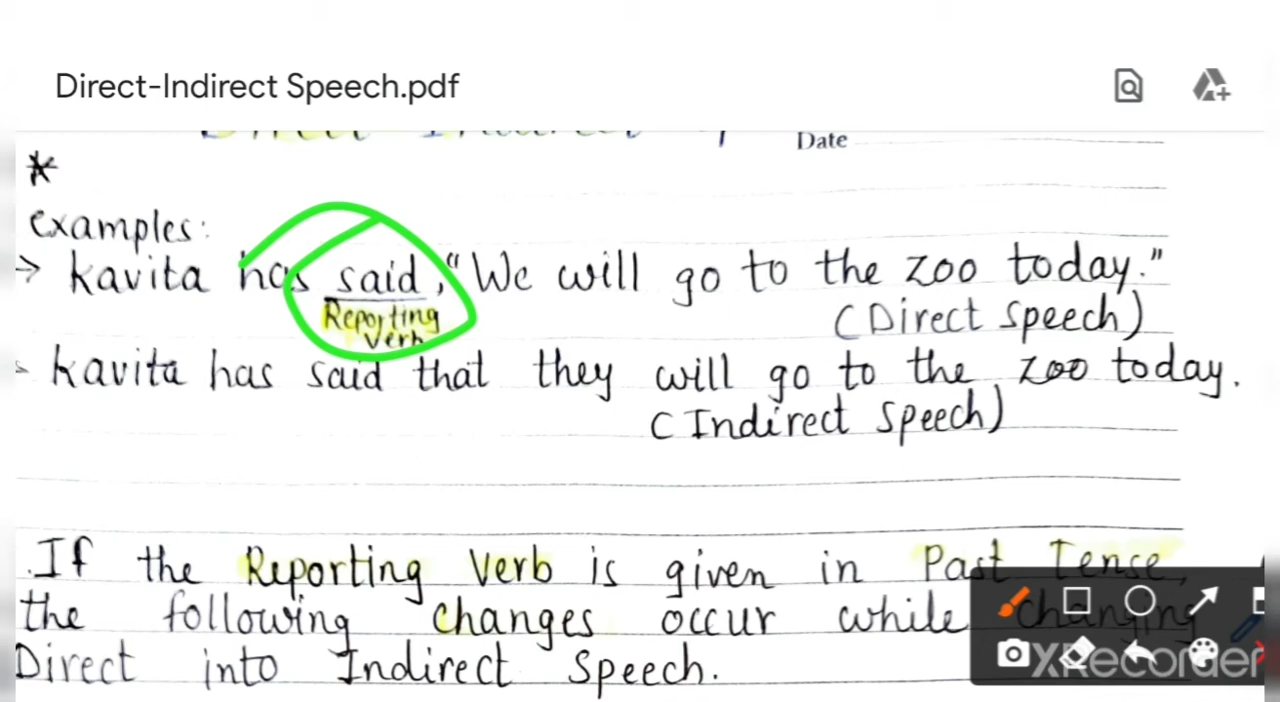 Direct-Indirect Speech.pdf
Date
*
examples:
→ Kavita has said, "We will go to the zoo today."
Reporting
Verb
(Direct speech)
Kavita has said that they will go to the zoo today.
(Indirect speech)
.If the Reporting Verb is given in Past Tense,
the following changes occur while changing
Direct into Indirect Speech.
XRecorder